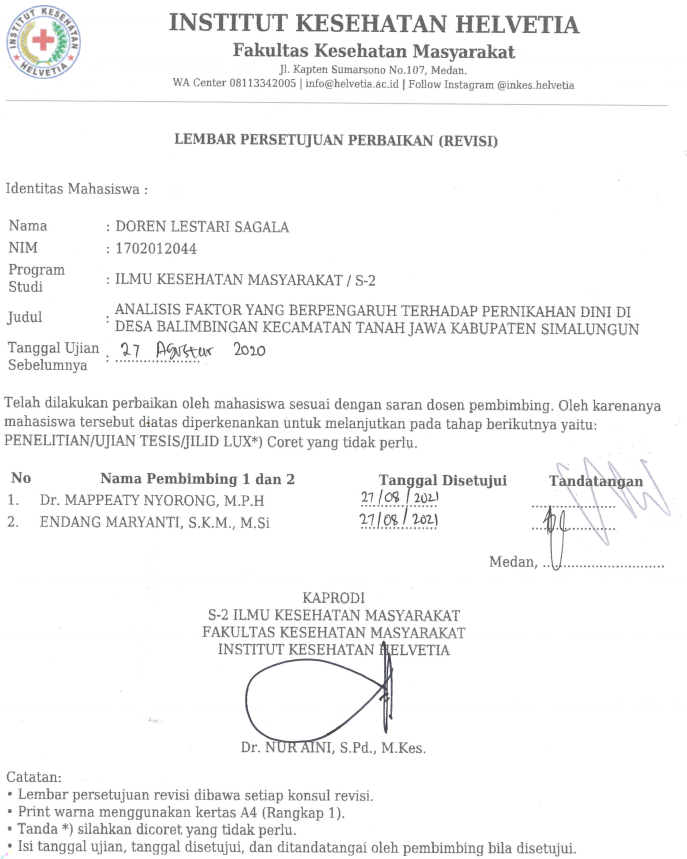 INSTITUT KESEHATAN HELVETIA
INSTITUT KESEHATAN HELVETIA
Fakultas Kesehatan Masyarakat
Jl. Kapten Sumarsono No.107, Medan.
WA Center 08113342005 | info@helvetia.ac.id | Follow Instagram @inkes.helvetia
LEMBAR PERSETUJUAN PERBAIKAN (REVISI)
Identitas Mahasiswa :
Nama : DOREN LESTARI SAGALA
NIM : 1702012044
Program Studi : ILMU KESEHATAN MASYARAKAT / S-2
Judul : ANALISIS FAKTOR YANG BERPENGARUH TERHADAP PERNIKAHAN DINI DI
DESA BALIMBINGAN KECAMATAN TANAH JAWA KABUPATEN SIMALUNGUN
Tanggal Ujian Sebelumnya : 27 Agustus 2020
Telah dilakukan perbaikan oleh mahasiswa sesuai dengan saran dosen pembimbing. Oleh karenanya
mahasiswa tersebut diatas diperkenankan untuk melanjutkan pada tahap berikutnya yaitu:
PENELITIAN/UJIAN TESIS/JILID LUX*) Coret yang tidak perlu.
No Nama Pembimbing 1 dan 2 Tanggal Disetujui Tandatangan
1. Dr. MAPPEATY NYORONG, M.P.H 27/08/2021
2. ENDANG MARYANTI, S.K.M., M.Si 27/08/2021
Medan, ............................
KAPRODI
S-2 ILMU KESEHATAN MASYARAKAT
FAKULTAS KESEHATAN MASYARAKAT
INSTITUT KESEHATAN HELVETIA
Dr. NUR AINI, S.Pd., M.Kes.
Catatan:
• Lembar persetujuan revisi dibawa setiap konsul revisi.
• Print warna menggunakan kertas A4 (Rangkap 1).
• Tanda *) silahkan dicoret yang tidak perlu.
• Isi tanggal ujian, tanggal disetujui, dan ditandatangai oleh pembimbing bila disetujui.